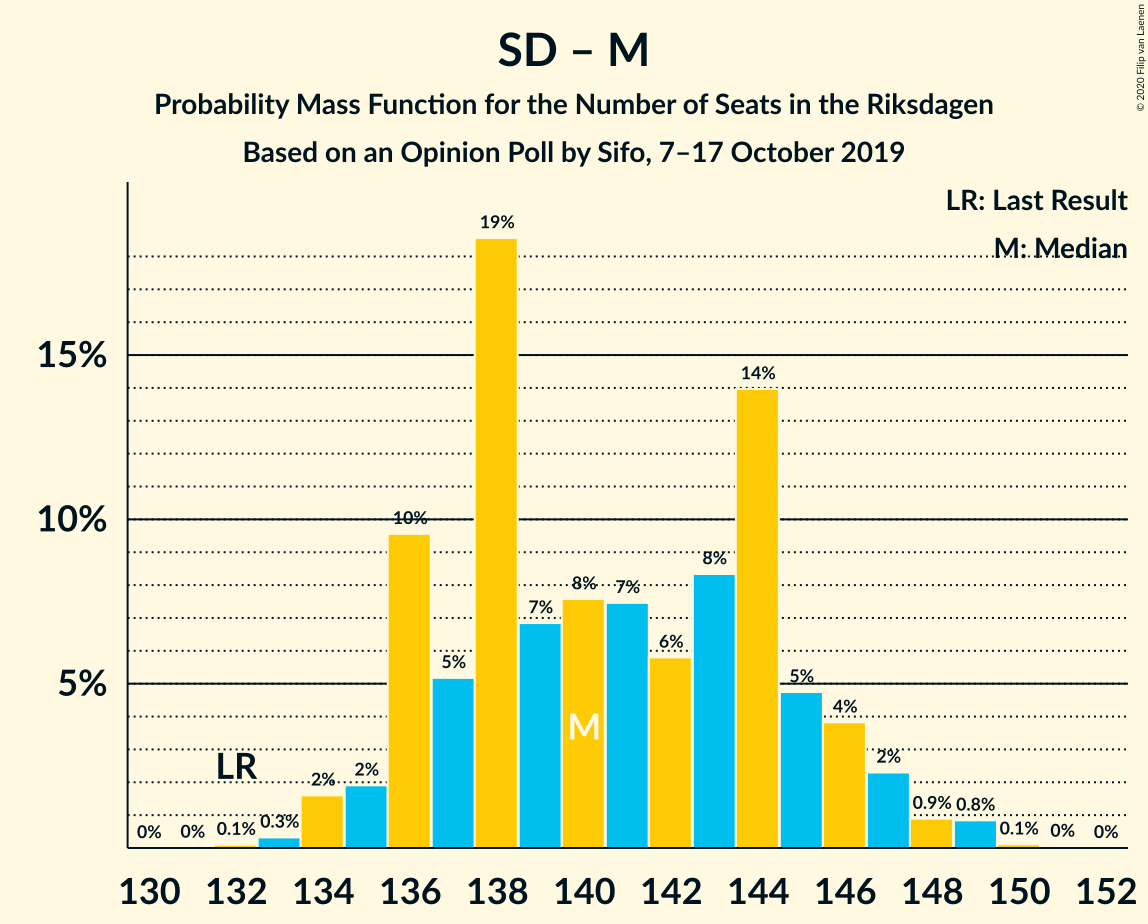 © 2020 Filip van Laenen
SD – M
Probability Mass Function for the Number of Seats in the Riksdagen
Based on an Opinion Poll by Sifo, 7–17 October 2019
LR: Last Result
M: Median
15%
10%
5%
0%
0%
0.1%
0.3%
2%
2%
10%
5%
19%
7%
8%
7%
6%
8%
14%
5%
4%
2%
0.9%
0.8%
0.1%
0%
0%
LR
M
130 132 134 136 138 140 142 144 146 148 150 152